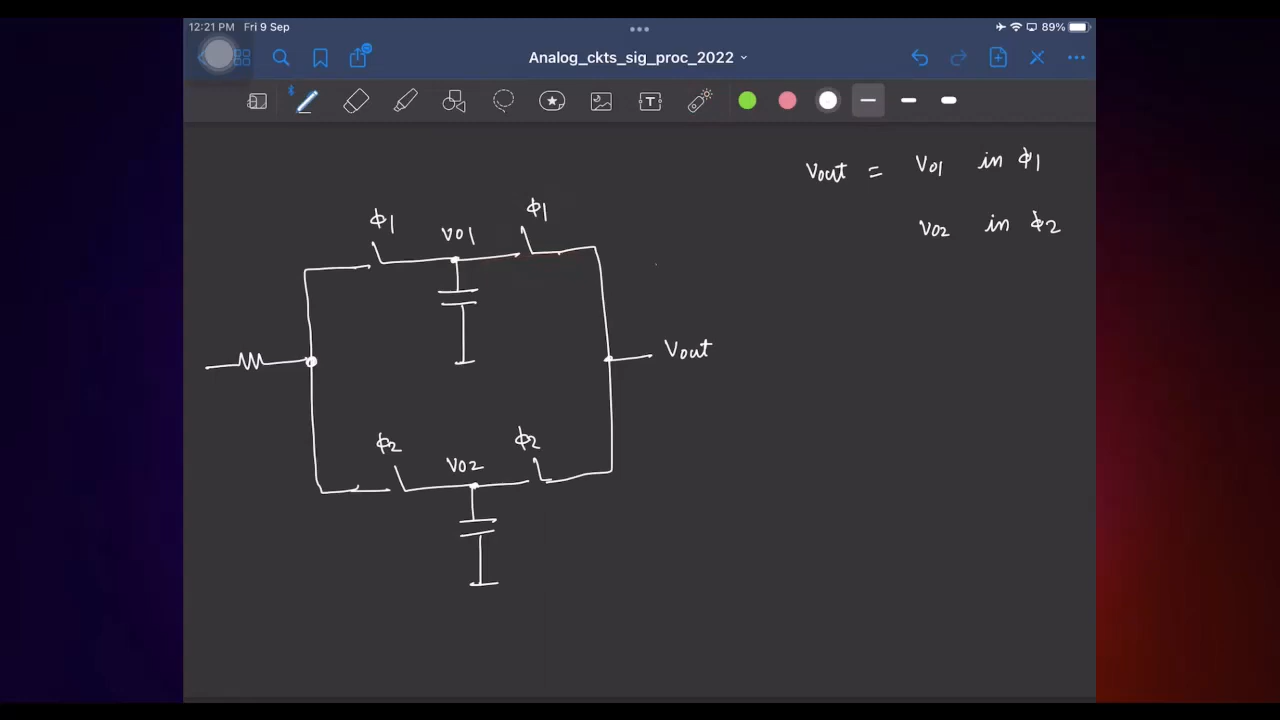 12:21 PM Fri 9 Sep
89%
Analog_ckts_sig_proc_2022
Vout = Vo1 in ϕ1
Vo2 in ϕ2
ϕ1
Vo1
ϕ1
Vout
ϕ2
Vo2
ϕ2